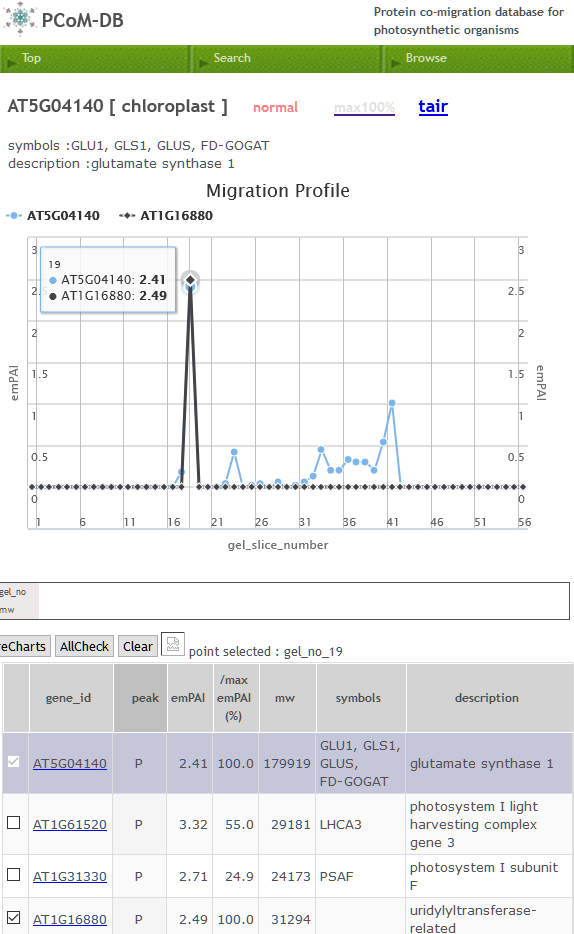 PCoM-DB
Protein co-migration database for
photosynthetic organisms
Top
Search
Browse
AT5G04140 [ chloroplast ]
normal
max100%
tair
symbols :GLU1, GLS1, GLUS, FD-GOGAT
description :glutamate synthase 1
Migration Profile
AT5G04140
AT1G16880
3
2.5
2
1.5
1
0.5
0
emPAI
19
AT5G04140: 2.41
AT1G16880: 2.49
3
2.5
2
1.5
1
0.5
0
emPAI
1 6 11 16 21 26 31 36 41 46 51 56
gel_slice_number
gel_no
mw
reCharts
AllCheck
Clear
point selected : gel_no_19
gene_id
peak
emPAI
/max
emPAI
(%)
mw
symbols
description
AT5G04140 P 2.41 100.0 179919
GLU1, GLS1,
GLUS,
FD-GOGAT
glutamate synthase 1
AT1G61520 P 3.32 55.0 29181 LHCA3
photosystem I light
harvesting complex
gene 3
AT1G31330 P 2.71 24.9 24173 PSAF
photosystem I subunit
F
AT1G16880 P 2.49 100.0 31294
uridylyltransferase-
related